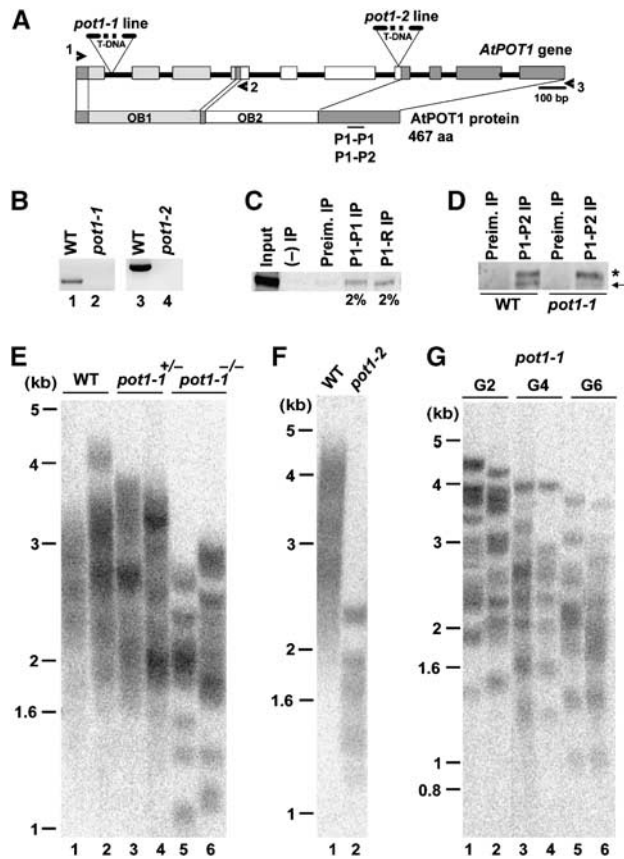 A
pot1-1 line
T-DNA
pot1-2 line
T-DNA
AtPOT1 gene
1
2
3
100 bp
OB1
OB2
AtPOT1 protein
467 aa
P1-P1
P1-P2
B
WT
pot1-1
WT
pot1-2
1 2 3 4
C
Input
(–) IP
Preim. IP
P1-P1 IP
P1-R IP
2% 2%
D
Preim. IP
P1-P2 IP
Preim. IP
P1-P2 IP
*
WT pot1-1
E
(kb) WT pot1-1+/– pot1-1–/–
5
4
3
2
1.6
1
1 2 3 4 5 6
F
(kb) WT pot1-2
5
4
3
2
1.6
1
1 2
G
pot1-1
(kb) G2 G4 G6
5
4
3
2
1.6
1
0.8
1 2 3 4 5 6